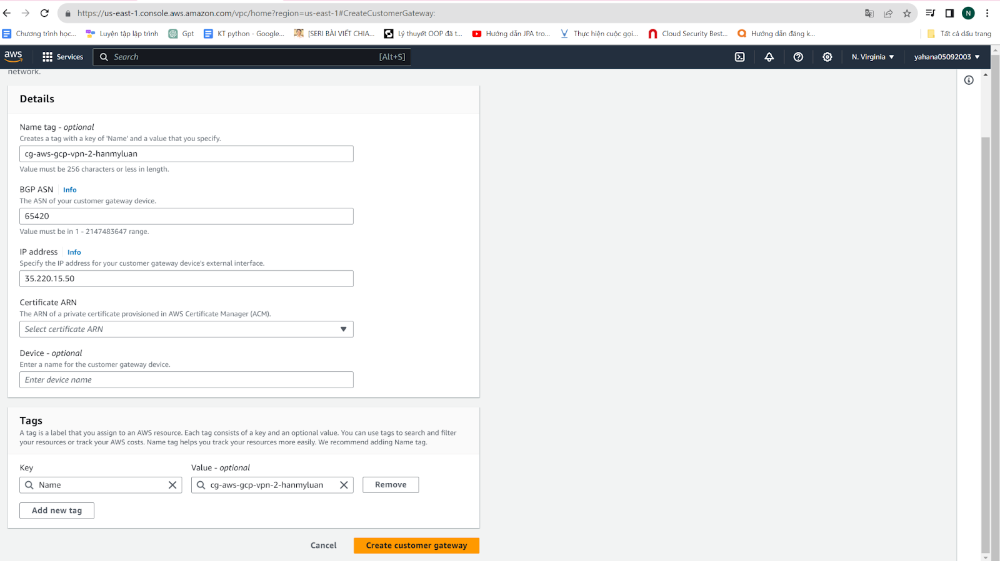 https://us-east-1.console.aws.amazon.com/vpc/home?region=us-east-1#CreateCustomerGateway:
N
Chương trình học... Luyện tập lập trình Gpt KT python - Google... [SERI BÀI VIẾT CHIA... Lý thuyết OOP đã t... Hướng dẫn JPA tro... Thực hiện cuộc gọi... Cloud Security Best... Hướng dẫn đăng k... Tất cả dấu trang
aws Services Search [Alt+S] N. Virginia yahana05092003
network.
Details
Name tag - optional
Creates a tag with a key of 'Name' and a value that you specify.
cg-aws-gcp-vpn-2-hanmyluan
Value must be 256 characters or less in length.
BGP ASN Info
The ASN of your customer gateway device.
65420
Value must be in 1 - 2147483647 range.
IP address Info
Specify the IP address for your customer gateway device's external interface.
35.220.15.50
Certificate ARN
The ARN of a private certificate provisioned in AWS Certificate Manager (ACM).
Select certificate ARN
Device - optional
Enter a name for the customer gateway device.
Enter device name
Tags
A tag is a label that you assign to an AWS resource. Each tag consists of a key and an optional value. You can use tags to search and filter
your resources or track your AWS costs. Name tag helps you track your resources more easily. We recommend adding Name tag.
Key Value - optional
Name cg-aws-gcp-vpn-2-hanmyluan Remove
Add new tag
Cancel Create customer gateway